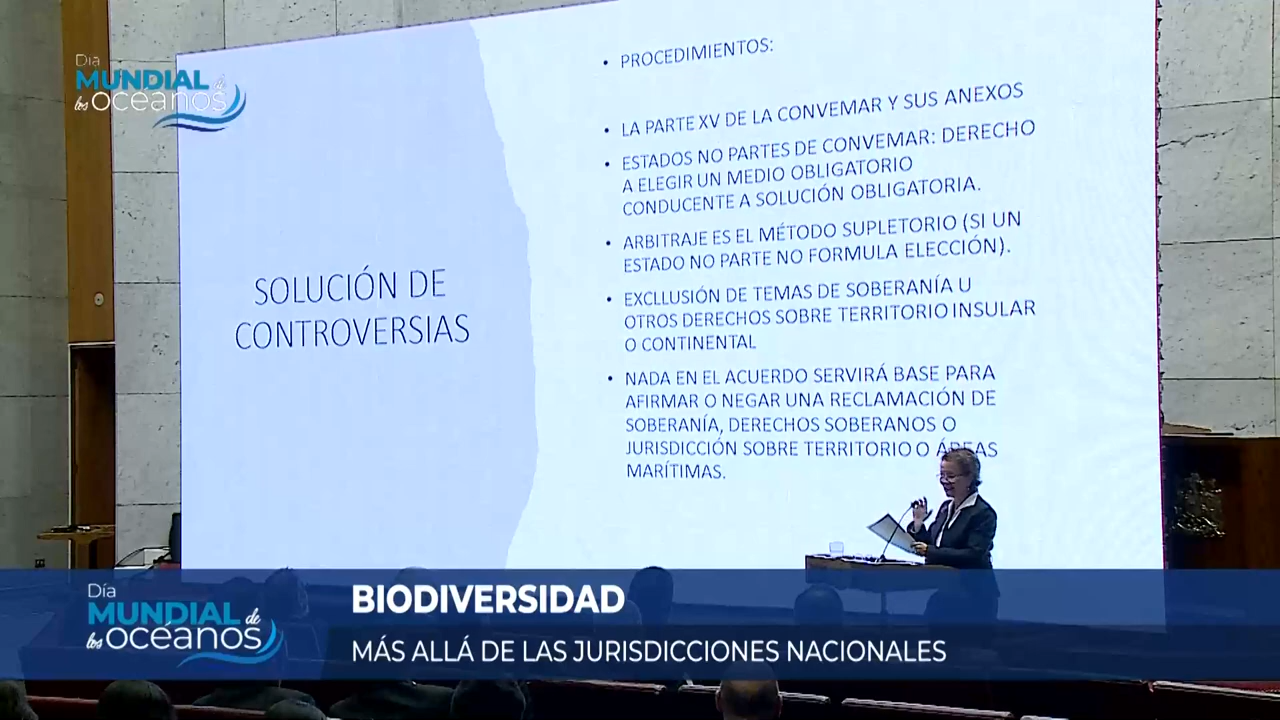 Día
MUNDIAL de
los océanos
SOLUCIÓN DE
CONTROVERSIAS
• PROCEDIMIENTOS:
• LA PARTE XV DE LA CONVEMAR Y SUS ANEXOS
• ESTADOS NO PARTES DE CONVEMAR: DERECHO
A ELEGIR UN MEDIO OBLIGATORIO
CONDUCENTE A SOLUCIÓN OBLIGATORIA.
• ARBITRAJE ES EL MÉTODO SUPLETORIO (SI UN
ESTADO NO PARTE NO FORMULA ELECCIÓN).
• EXCLLUSIÓN DE TEMAS DE SOBERANÍA U
OTROS DERECHOS SOBRE TERRITORIO INSULAR
O CONTINENTAL
• NADA EN EL ACUERDO SERVIRÁ BASE PARA
AFIRMAR O NEGAR UNA RECLAMACIÓN DE
SOBERANÍA, DERECHOS SOBERANOS O
JURISDICCIÓN SOBRE TERRITORIO O ÁREAS
MARÍTIMAS.
Día
MUNDIAL de
los océanos
BIODIVERSIDAD
MÁS ALLÁ DE LAS JURISDICCIONES NACIONALES